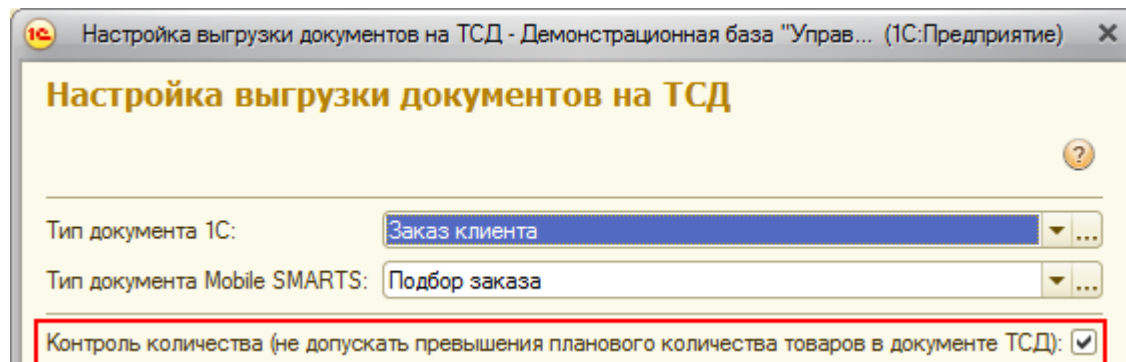 1С Настройка выгрузки документов на ТСД - Демонстрационная база "Управ... (1С:Предприятие)
Настройка выгрузки документов на ТСД
?
Тип документа 1С: Заказ клиента ...
Тип документа Mobile SMARTS: Подбор заказа ...
Контроль количества (не допускать превышения планового количества товаров в документе ТСД):